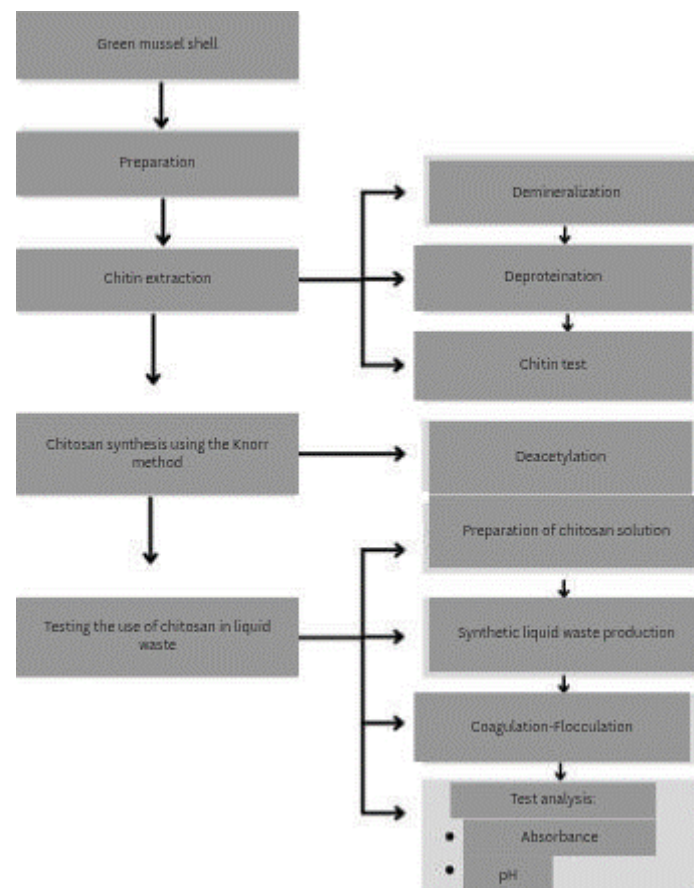 Green mussel shell
Preparation
Chitin extraction
Demineralization
Deproteination
Chitin test
Chitosan synthesis using the Knorr
method
Deacetylation
Testing the use of chitosan in liquid
waste
Preparation of chitosan solution
Synthetic liquid waste production
Coagulation-Flocculation
Test analysis:
• Absorbance
• pH